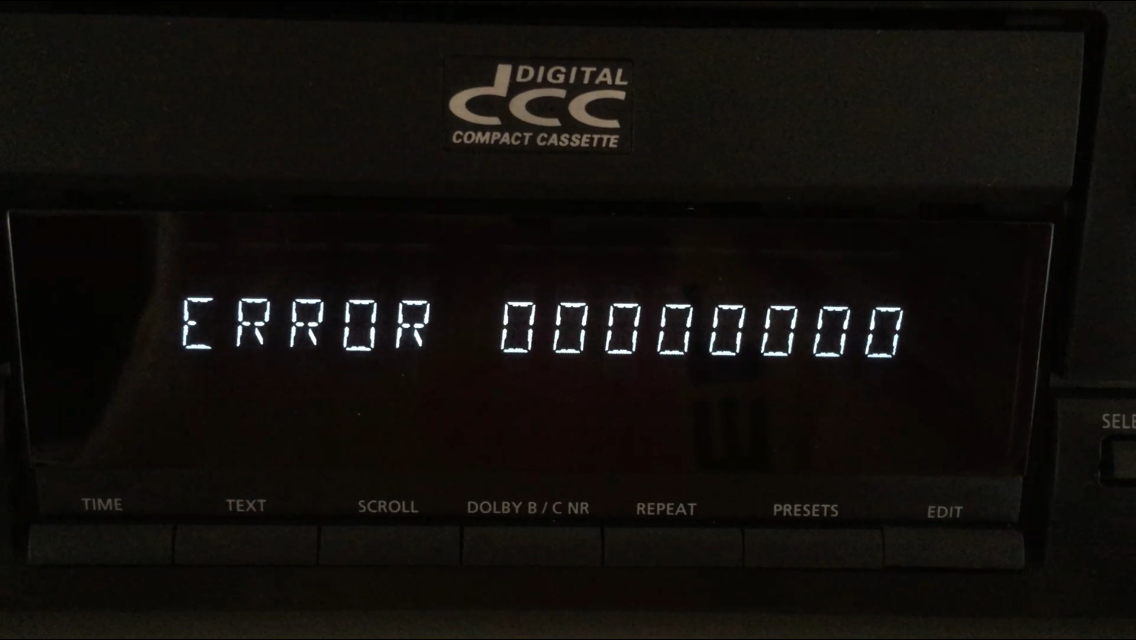 DIGITAL
dcc
COMPACT CASSETTE
ERROR 00000000
TIME TEXT SCROLL DOLBY B / C NR REPEAT PRESETS EDIT